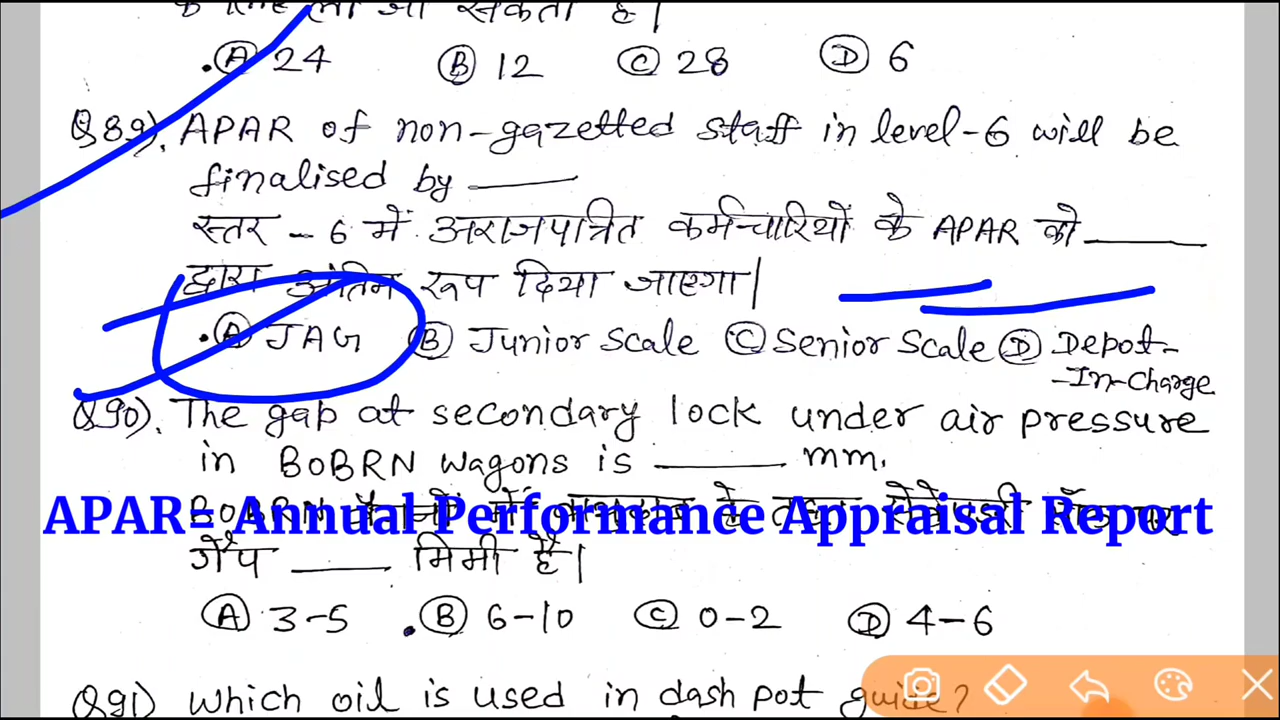 सकता है।
Ⓐ 24 Ⓑ 12 Ⓒ 28 Ⓓ 6
Q89). APAR of non-gazetted staff in level-6 will be
finalised by ______
स्तर - 6 में अराजपत्रित कर्मचारियों के APAR को ______
द्वारा अंतिम रूप दिया जाएगा।
Ⓐ JAG Ⓑ Junior Scale Ⓒ Senior Scale Ⓓ Depot-
-In-Charge
Q90). The gap at secondary lock under air pressure
in BOBRN wagons is ______ mm.
BOBRN
APAR= Annual Performance Appraisal Report
गैप ______ मिमी है।
Ⓐ 3-5 Ⓑ 6-10 Ⓒ 0-2 Ⓓ 4-6
Q91) Which oil is used in dash pot guide?